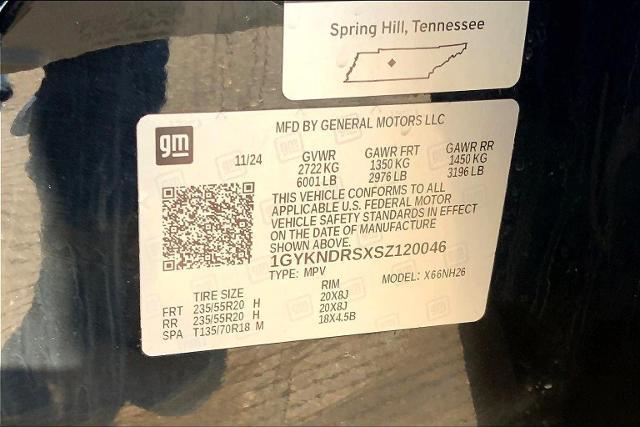 Spring Hill, Tennessee
gm
MFD BY GENERAL MOTORS LLC
11/24 GVWR GAWR FRT GAWR RR
2722 KG 1350 KG 1450 KG
6001 LB 2976 LB 3196 LB
THIS VEHICLE CONFORMS TO ALL
APPLICABLE U.S. FEDERAL MOTOR
VEHICLE SAFETY STANDARDS IN EFFECT
ON THE DATE OF MANUFACTURE
SHOWN ABOVE.
1GYKNDRSXSZ120046
TYPE: MPV MODEL: X66NH26
TIRE SIZE RIM
FRT 235/55R20 H 20X8J
RR 235/55R20 H 20X8J
SPA T135/70R18 M 18X4.5B